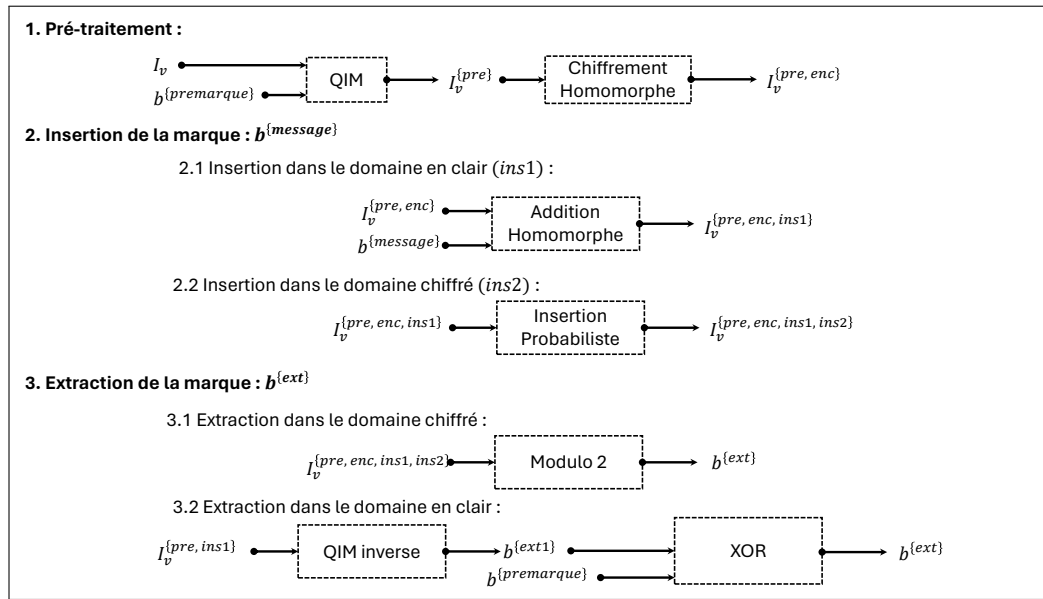 1. Pré-traitement :
I_v
b^{premarque}
QIM
I_v^{pre}
Chiffrement
Homomorphe
I_v^{pre, enc}
2. Insertion de la marque : b^{message}
2.1 Insertion dans le domaine en clair (ins1) :
I_v^{pre, enc}
b^{message}
Addition
Homomorphe
I_v^{pre, enc, ins1}
2.2 Insertion dans le domaine chiffré (ins2) :
I_v^{pre, enc, ins1}
Insertion
Probabiliste
I_v^{pre, enc, ins1, ins2}
3. Extraction de la marque : b^{ext}
3.1 Extraction dans le domaine chiffré :
I_v^{pre, enc, ins1, ins2}
Modulo 2
b^{ext}
3.2 Extraction dans le domaine en clair :
I_v^{pre, ins1}
QIM inverse
b^{ext1}
b^{premarque}
XOR
b^{ext}